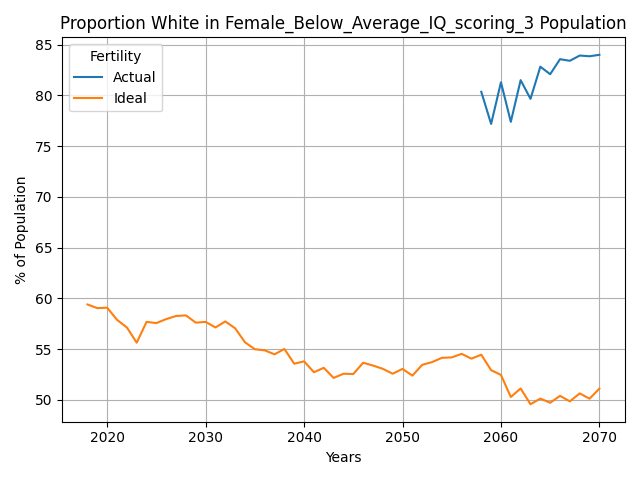 Proportion White in Female_Below_Average_IQ_scoring_3 Population
Fertility
Actual
Ideal
85
80
75
70
65
60
55
50
% of Population
2020
2030
2040
2050
2060
2070
Years